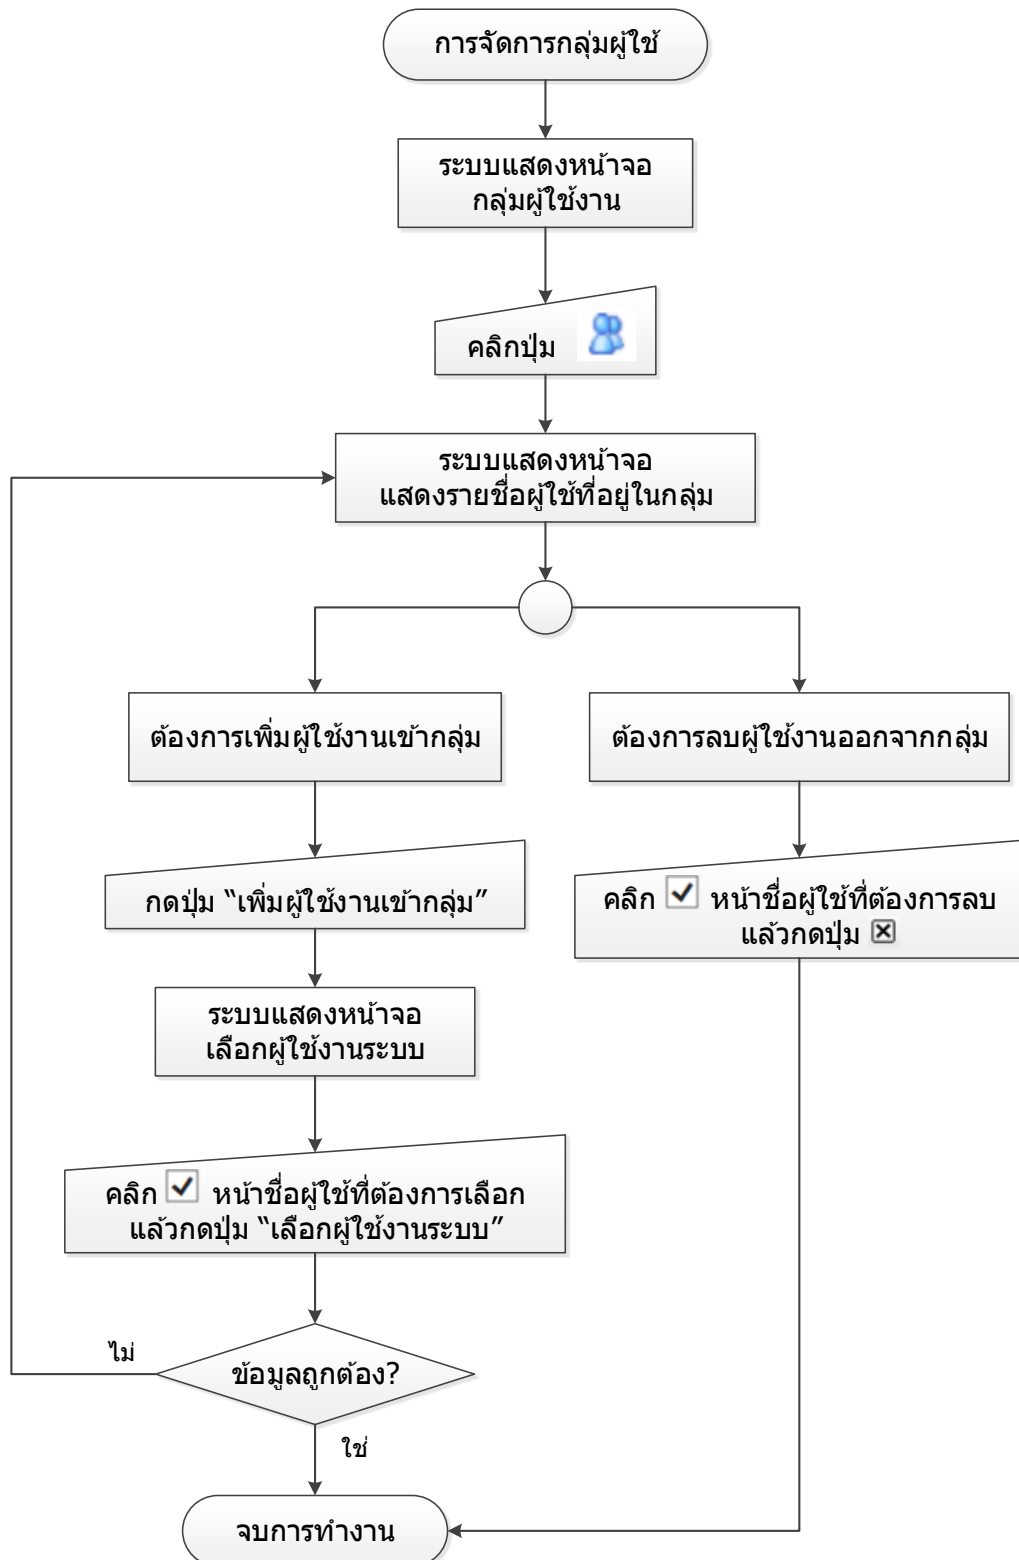 การจัดการกลุ่มผู้ใช้
ระบบแสดงหน้าจอ
กลุ่มผู้ใช้งาน
คลิกปุ่ม
ระบบแสดงหน้าจอ
แสดงรายชื่อผู้ใช้ที่อยู่ในกลุ่ม
ต้องการเพิ่มผู้ใช้งานเข้ากลุ่ม
ต้องการลบผู้ใช้งานออกจากกลุ่ม
กดปุ่ม “เพิ่มผู้ใช้งานเข้ากลุ่ม”
คลิก หน้าชื่อผู้ใช้ที่ต้องการลบ
แล้วกดปุ่ม
ระบบแสดงหน้าจอ
เลือกผู้ใช้งานระบบ
คลิก หน้าชื่อผู้ใช้ที่ต้องการเลือก
แล้วกดปุ่ม “เลือกผู้ใช้งานระบบ”
ไม่
ข้อมูลถูกต้อง?
ใช่
จบการทำงาน